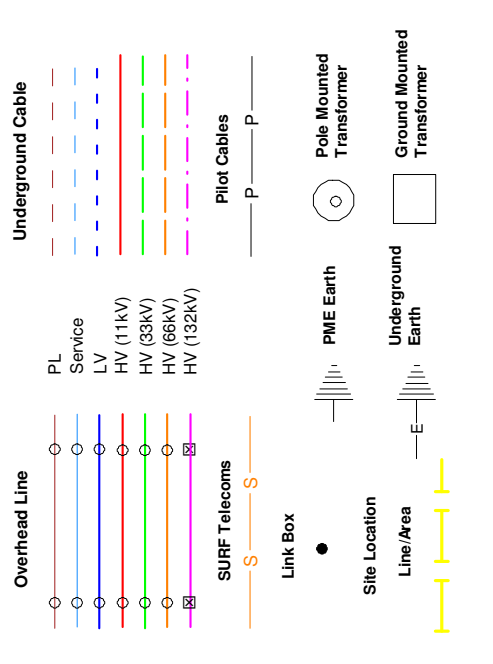 Overhead Line
Underground Cable
PL
Service
LV
HV (11kV)
HV (33kV)
HV (66kV)
HV (132kV)
SURF Telecoms
Pilot Cables
S S
P P
Link Box
PME Earth
Pole Mounted
Transformer
Site Location
Line/Area
Underground
Earth
Ground Mounted
Transformer
E